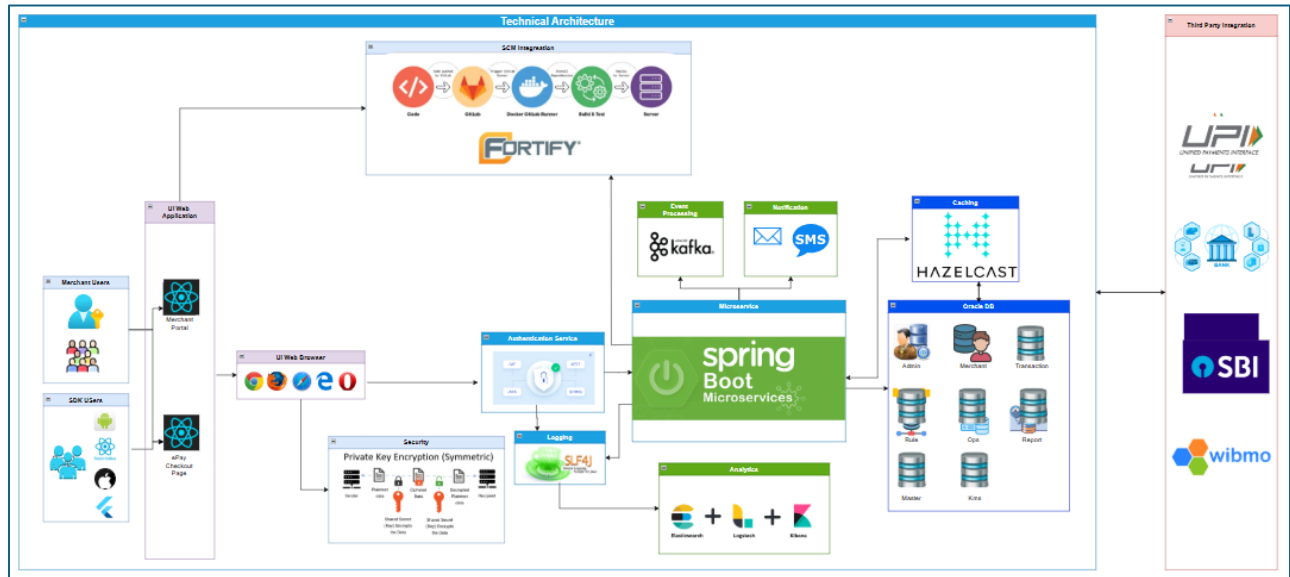 Technical Architecture
SCM Integreation
Code
GitLab
Docker GitLab Runner
Build & Test
Server
FORTIFY
Third Party Integration
UPI
UNIFIED PAYMENTS INTERFACE
UPI
BANK
SBI
wibmo
UI Web
Application
Merchant
Portal
ePay
Checkout
Page
Merchant Users
SDK USers
UI Web Browser
Event
Processing
kafka
Notification
SMS
Caching
HAZELCAST
Microservice
spring
Boot
Microservices
Authentication Service
Oracle DB
Admin
Merchant
Transaction
Rule
Ops
Report
Master
Kms
Logging
SLF4J
Security
Private Key Encryption (Symmetric)
Analytics
Elasticsearch
+
Logstash
+
Kibana